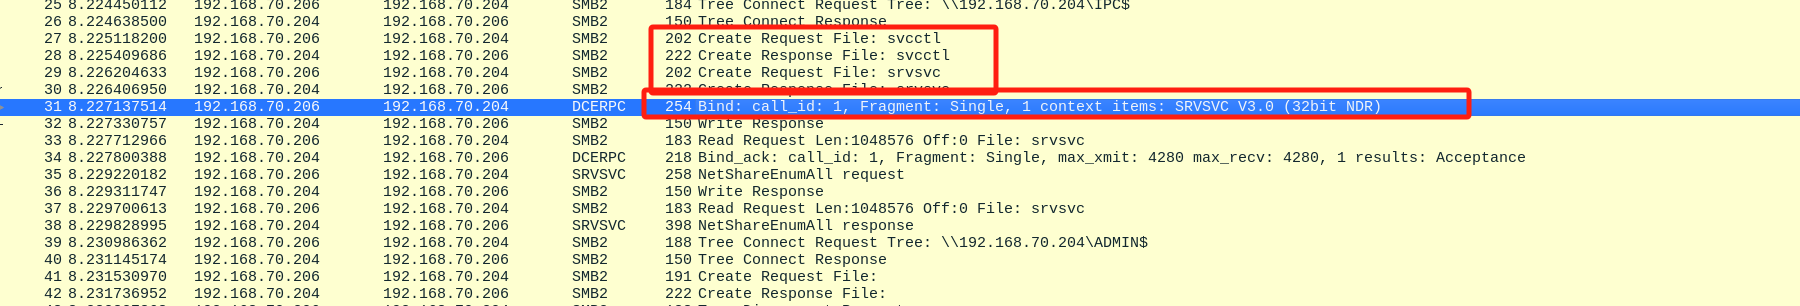 25 8.224450112 192.168.70.206 192.168.70.204 SMB2 184 Tree Connect Request Tree: \\192.168.70.204\IPC$
26 8.224638500 192.168.70.204 192.168.70.206 SMB2 150 Tree Connect Response
27 8.225118200 192.168.70.206 192.168.70.204 SMB2 202 Create Request File: svcctl
28 8.225409686 192.168.70.204 192.168.70.206 SMB2 222 Create Response File: svcctl
29 8.226204633 192.168.70.206 192.168.70.204 SMB2 202 Create Request File: srvsvc
30 8.226406950 192.168.70.204 192.168.70.206 SMB2 222 Create Response File: srvsvc
31 8.227137514 192.168.70.206 192.168.70.204 DCERPC 254 Bind: call_id: 1, Fragment: Single, 1 context items: SRVSVC V3.0 (32bit NDR)
32 8.227330757 192.168.70.204 192.168.70.206 SMB2 150 Write Response
33 8.227712966 192.168.70.206 192.168.70.204 SMB2 183 Read Request Len:1048576 Off:0 File: srvsvc
34 8.227800388 192.168.70.204 192.168.70.206 DCERPC 218 Bind_ack: call_id: 1, Fragment: Single, max_xmit: 4280 max_recv: 4280, 1 results: Acceptance
35 8.229220182 192.168.70.206 192.168.70.204 SRVSVC 258 NetShareEnumAll request
36 8.229311747 192.168.70.204 192.168.70.206 SMB2 150 Write Response
37 8.229700613 192.168.70.206 192.168.70.204 SMB2 183 Read Request Len:1048576 Off:0 File: srvsvc
38 8.229828995 192.168.70.204 192.168.70.206 SRVSVC 398 NetShareEnumAll response
39 8.230986362 192.168.70.206 192.168.70.204 SMB2 188 Tree Connect Request Tree: \\192.168.70.204\ADMIN$
40 8.231145174 192.168.70.204 192.168.70.206 SMB2 150 Tree Connect Response
41 8.231530970 192.168.70.206 192.168.70.204 SMB2 191 Create Request File:
42 8.231736952 192.168.70.204 192.168.70.206 SMB2 222 Create Response File: